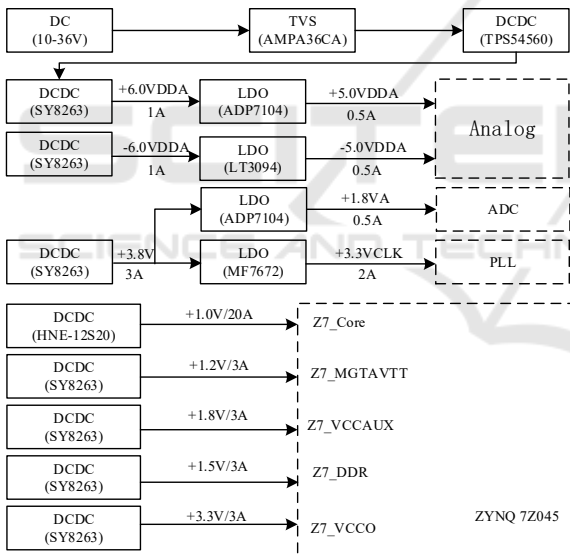 DC
(10-36V)
TVS
(AMPA36CA)
DCDC
(TPS54560)
DCDC
(SY8263)
+6.0VDDA
1A
LDO
(ADP7104)
+5.0VDDA
0.5A
Analog
DCDC
(SY8263)
-6.0VDDA
1A
LDO
(LT3094)
-5.0VDDA
0.5A
LDO
(ADP7104)
+1.8VA
0.5A
ADC
DCDC
(SY8263)
+3.8V
3A
LDO
(MF7672)
+3.3VCLK
2A
PLL
SCITE
SCIENCE AND TECHN
DCDC
(HNE-12S20)
+1.0V/20A
Z7_Core
DCDC
(SY8263)
+1.2V/3A
Z7_MGTAVTT
DCDC
(SY8263)
+1.8V/3A
Z7_VCCAUX
DCDC
(SY8263)
+1.5V/3A
Z7_DDR
DCDC
(SY8263)
+3.3V/3A
Z7_VCCO
ZYNQ 7Z045